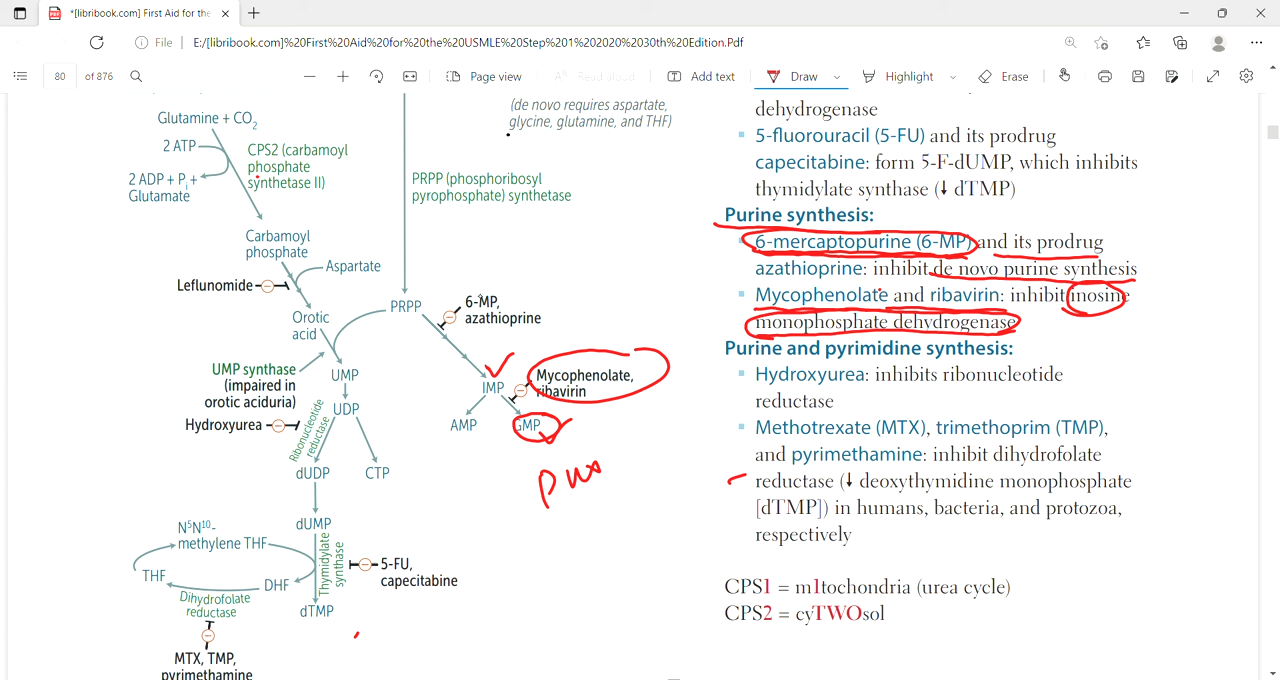 *[libribook.com] First Aid for the
File
E:/[libribook.com]%20First%20Aid%20for%20the%20USMLE%20Step%201%202020%2030th%20Edition.Pdf
80 of 876
Page view
Read aloud
Add text
Draw
Highlight
Erase
(de novo requires aspartate,
glycine, glutamine, and THF)
Glutamine + CO2
2 ATP
CPS2 (carbamoyl
phosphate
synthetase II)
2 ADP + Pi +
Glutamate
PRPP (phosphoribosyl
pyrophosphate) synthetase
Carbamoyl
phosphate
Aspartate
Leflunomide
Orotic
acid
PRPP
6-MP,
azathioprine
UMP synthase
(impaired in
orotic aciduria)
UMP
IMP
Mycophenolate,
ribavirin
Hydroxyurea
UDP
Ribonucleotide
reductase
AMP
GMP
dUDP
CTP
dUMP
N5N10-
methylene THF
Thymidylate
synthase
5-FU,
capecitabine
THF
DHF
Dihydrofolate
reductase
dTMP
MTX, TMP,
pyrimethamine
dehydrogenase
5-fluorouracil (5-FU) and its prodrug
capecitabine: form 5-F-dUMP, which inhibits
thymidylate synthase (↓ dTMP)
Purine synthesis:
6-mercaptopurine (6-MP) and its prodrug
azathioprine: inhibit de novo purine synthesis
Mycophenolate and ribavirin: inhibit inosine
monophosphate dehydrogenase
Purine and pyrimidine synthesis:
Hydroxyurea: inhibits ribonucleotide
reductase
Methotrexate (MTX), trimethoprim (TMP),
and pyrimethamine: inhibit dihydrofolate
reductase (↓ deoxythymidine monophosphate
[dTMP]) in humans, bacteria, and protozoa,
respectively
CPS1 = m1tochondria (urea cycle)
CPS2 = cyTWOsol